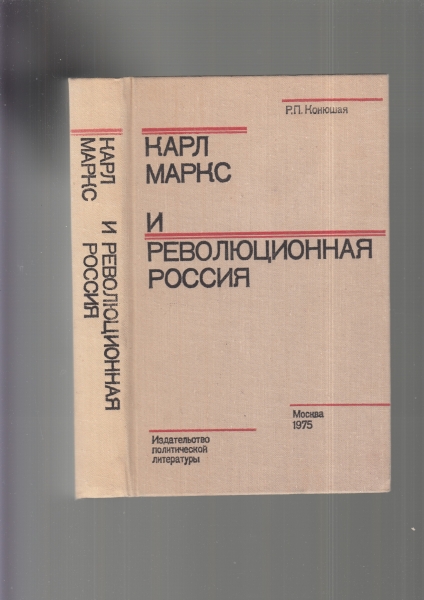 Р.П. Конюшая
КАРЛ
МАРКС
И
РЕВОЛЮЦИОННАЯ
РОССИЯ
Москва
1975
Издательство
политической
литературы
КАРЛ
МАРКС
И РЕВОЛЮЦИОННАЯ
РОССИЯ